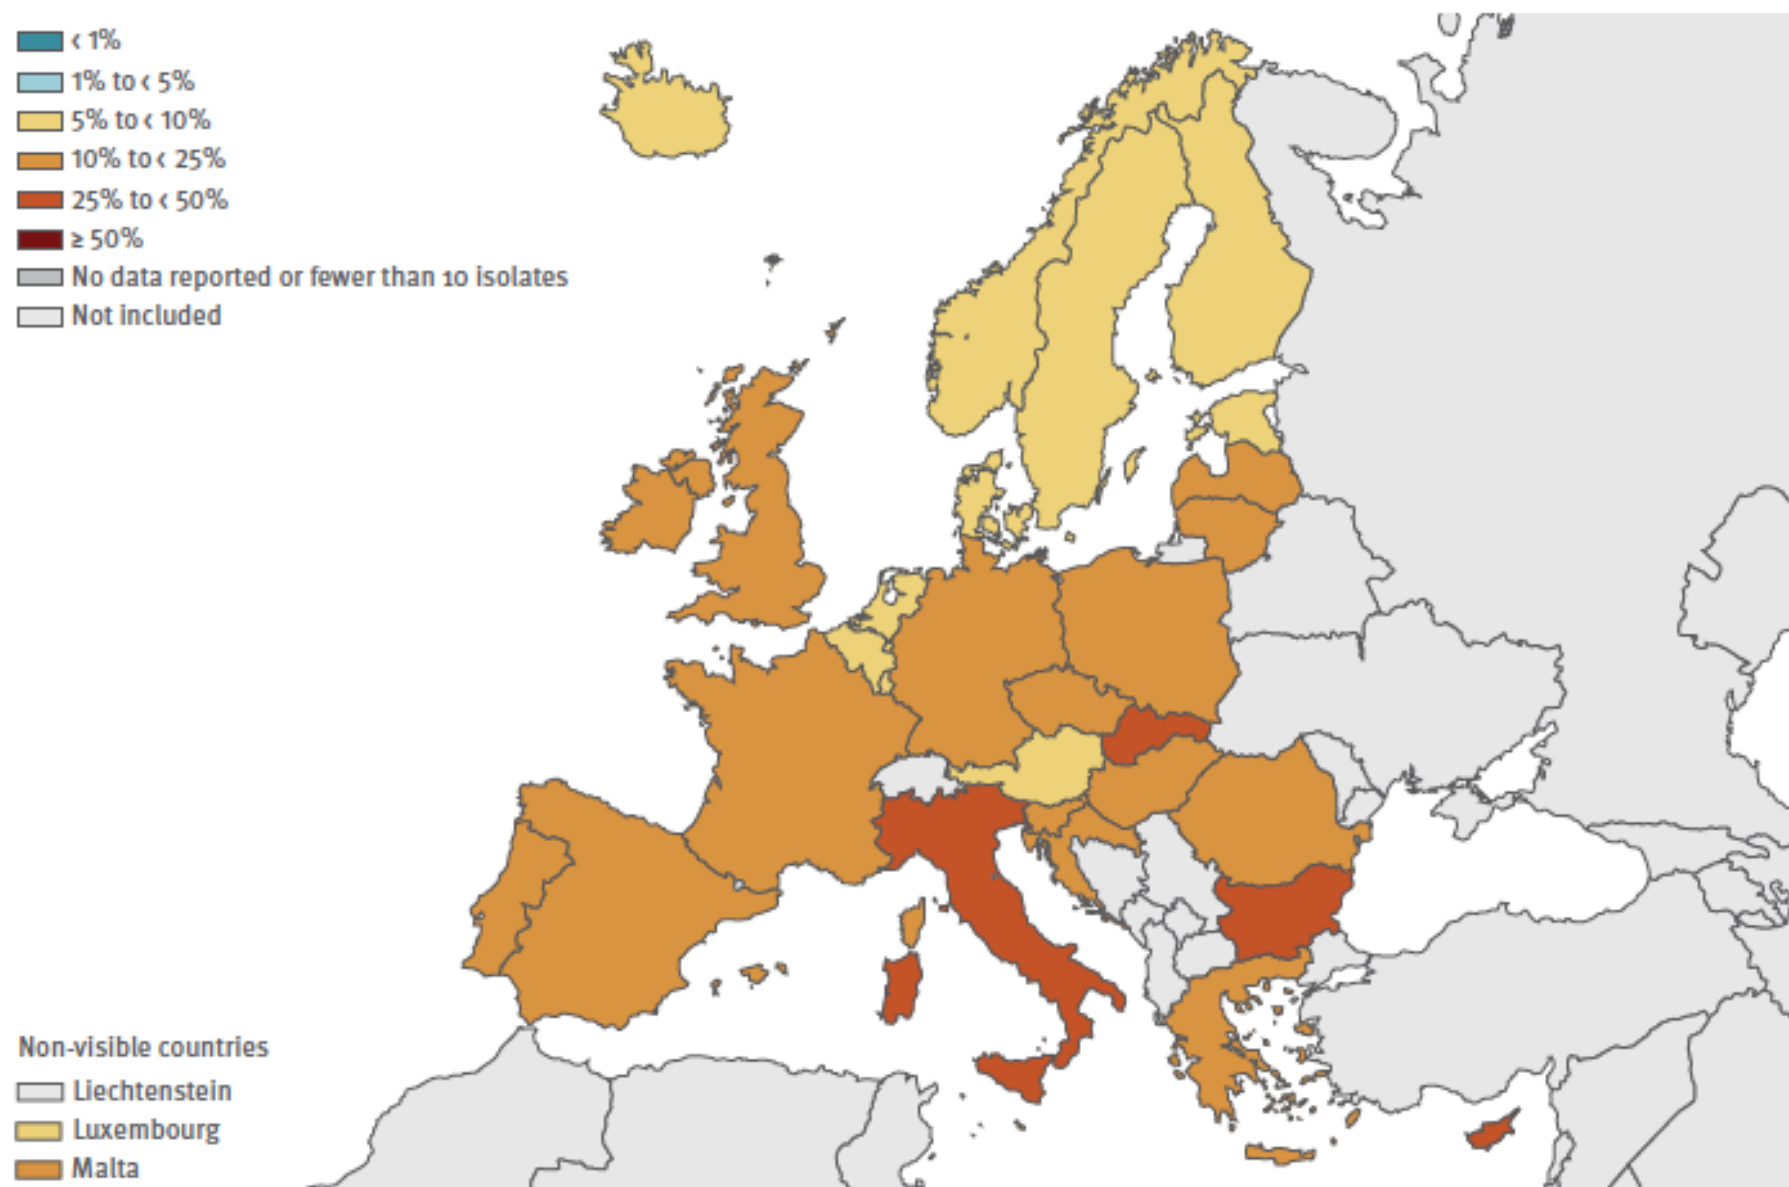 < 1%
1% to < 5%
5% to < 10%
10% to < 25%
25% to < 50%
≥ 50%
No data reported or fewer than 10 isolates
Not included
Non-visible countries
Liechtenstein
Luxembourg
Malta